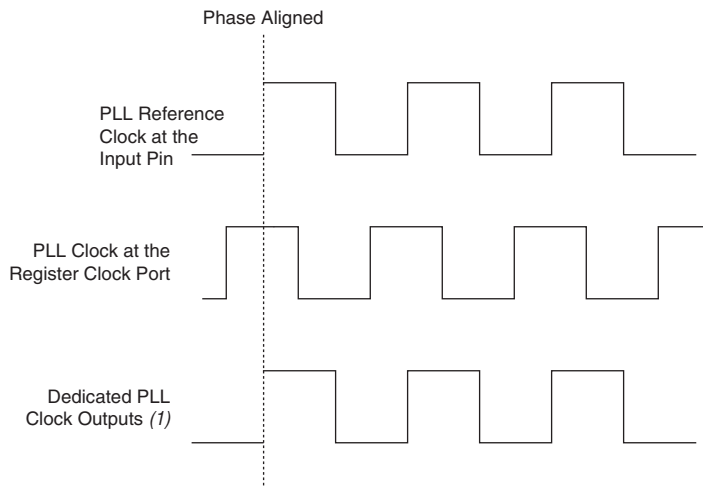 Phase Aligned
PLL Reference
Clock at the
Input Pin
PLL Clock at the
Register Clock Port
Dedicated PLL
Clock Outputs (1)